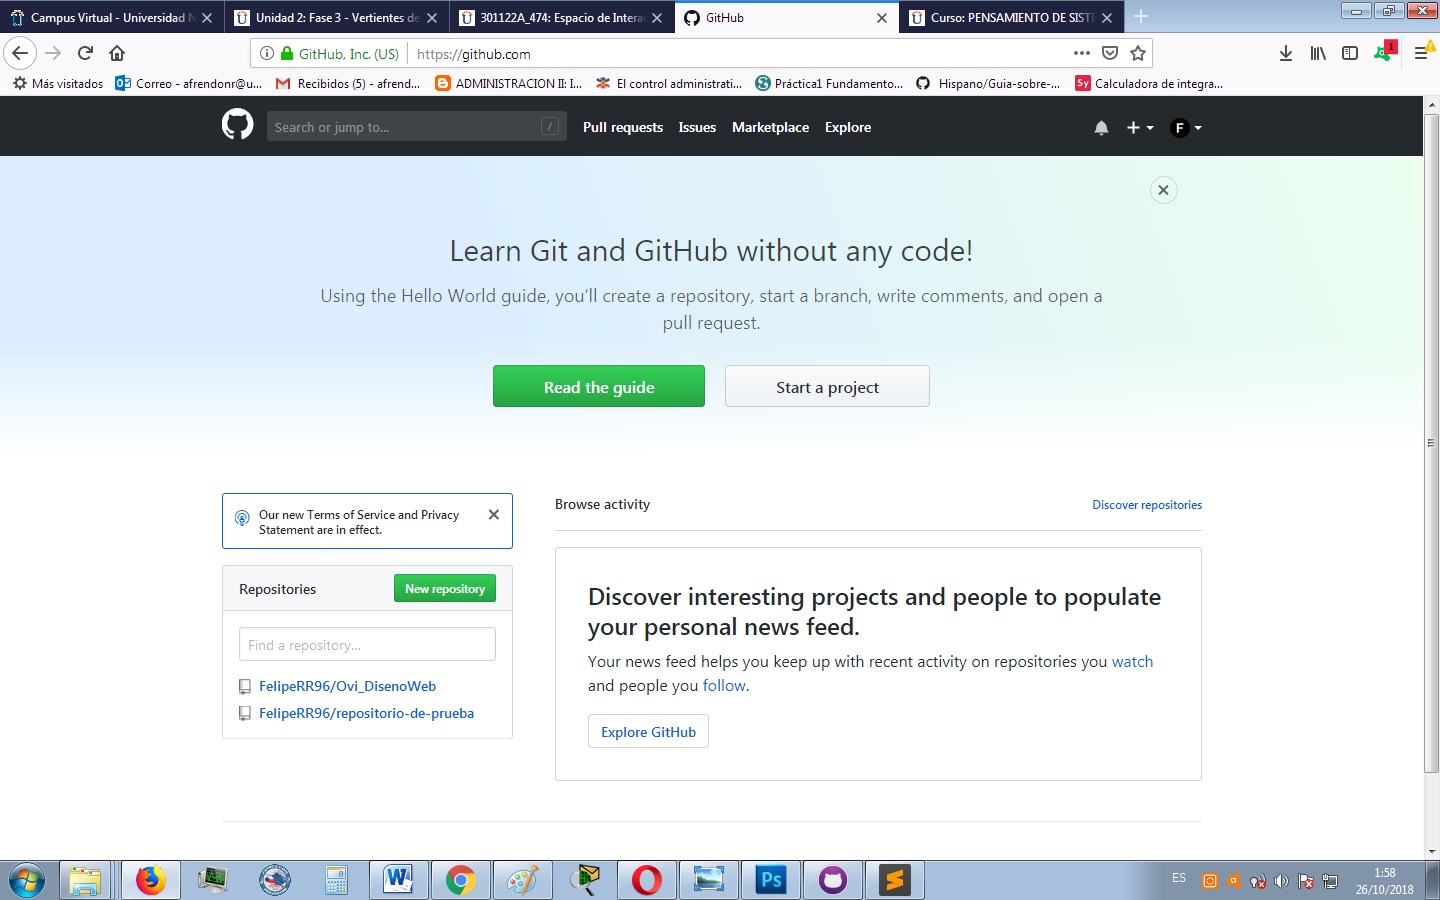 Campus Virtual - Universidad N
Unidad 2: Fase 3 - Vertientes de
301122A_474: Espacio de Intera
GitHub
Curso: PENSAMIENTO DE SIST
GitHub, Inc. (US)
https://github.com
1
Más visitados
Correo - afrendonr@u...
Recibidos (5) - afrend...
ADMINISTRACION II: I...
El control administrati...
Práctica1 Fundamento...
Hispano/Guia-sobre-...
Sy
Calculadora de integra...
Search or jump to...
/
Pull requests
Issues
Marketplace
Explore
F
Learn Git and GitHub without any code!
Using the Hello World guide, you’ll create a repository, start a branch, write comments, and open a
pull request.
Read the guide
Start a project
Our new Terms of Service and Privacy
Statement are in effect.
Browse activity
Discover repositories
Repositories
New repository
Find a repository...
FelipeRR96/Ovi_DisenoWeb
FelipeRR96/repositorio-de-prueba
Discover interesting projects and people to populate
your personal news feed.
Your news feed helps you keep up with recent activity on repositories you watch
and people you follow.
Explore GitHub
W
Ps
ES
1:58
26/10/2018